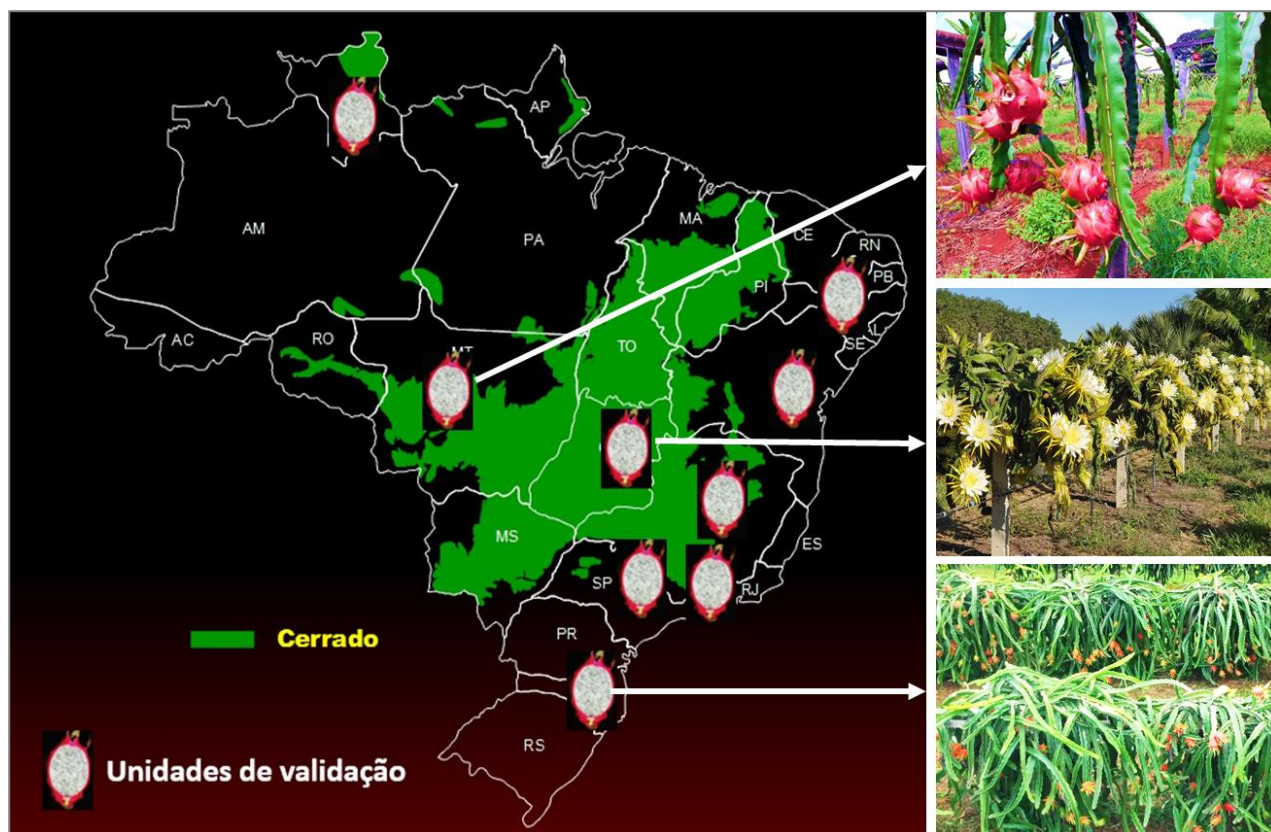 AP
AM
PA
MA
CE
RN
PB
PI
AC
RO
TO
SE
MT
MS
ES
SP
RJ
PR
RS
Cerrado
Unidades de validação